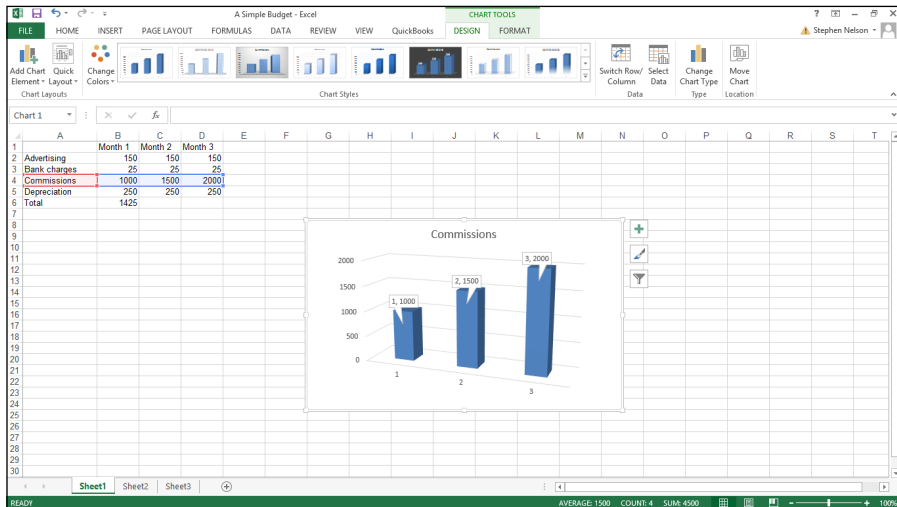 A Simple Budget - Excel
CHART TOOLS
FILE HOME INSERT PAGE LAYOUT FORMULAS DATA REVIEW VIEW QuickBooks DESIGN FORMAT
Stephen Nelson
Add Chart Element
Quick Layout
Change Colors
Switch Row/ Column
Select Data
Change Chart Type
Move Chart
Chart Layouts
Chart Styles
Data
Type
Location
Chart 1
fx
A B C D E F G H I J K L M N O P Q R S T
1 Month 1 Month 2 Month 3
2 Advertising 150 150 150
3 Bank charges 25 25 25
4 Commissions 1000 1500 2000
5 Depreciation 250 250 250
6 Total 1425
7
8
9
10
11
12
13
14
15
16
17
18
19
20
21
22
23
24
25
26
27
28
29
30
Commissions
2000
1500
1000
500
0
1, 1000
2, 1500
3, 2000
1
2
3
Sheet1 Sheet2 Sheet3
READY
AVERAGE: 1500 COUNT: 4 SUM: 4500
100%